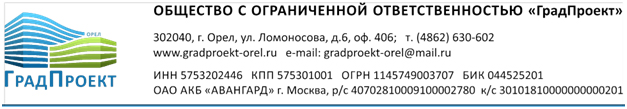 ОБЩЕСТВО С ОГРАНИЧЕННОЙ ОТВЕТСТВЕННОСТЬЮ «ГрадПроект»
302040, г. Орел, ул. Ломоносова, д.6, оф. 406;   т. (4862) 630-602
www.gradproekt-orel.ru   e-mail: gradproekt-orel@mail.ru
ИНН 5753202446   КПП 575301001   ОГРН 1145749003707   БИК 044525201
ОАО АКБ «АВАНГАРД» г. Москва, р/с 40702810009100002780  к/с 30101810000000000201
ОРЕЛ
ГРАДПРОЕКТ